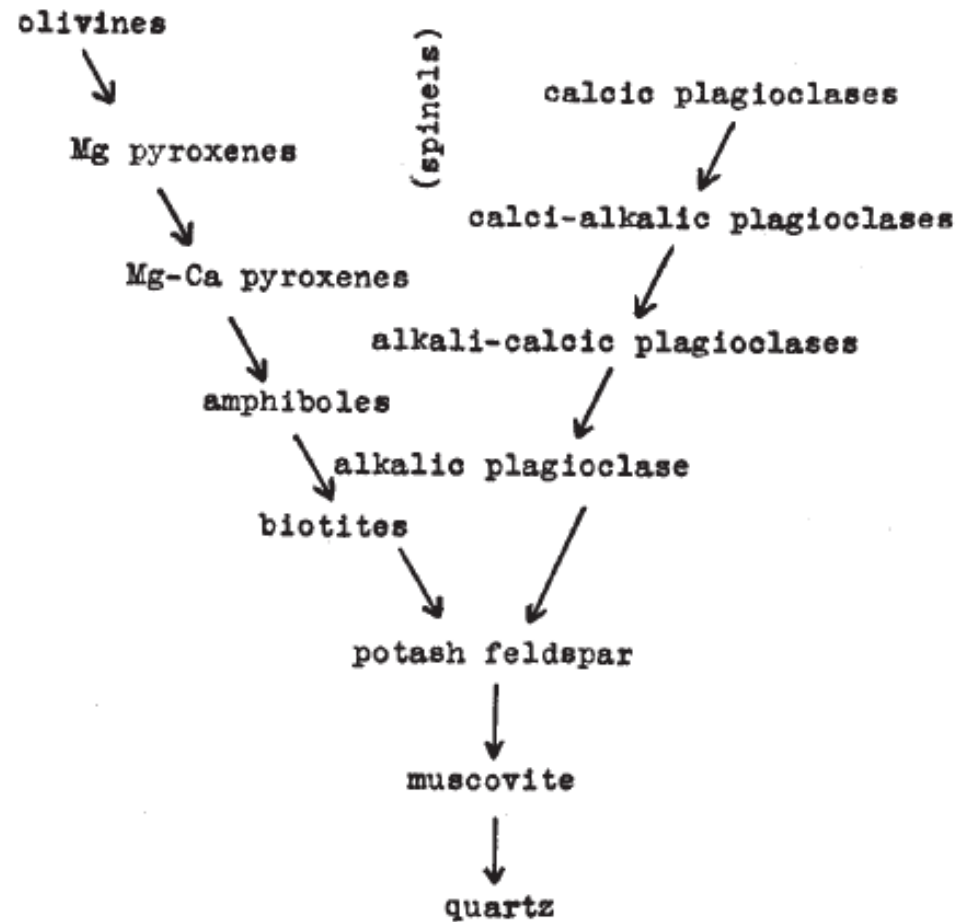 olivines
(spinels)
calcic plagioclases
Mg pyroxenes
calci-alkalic plagioclases
Mg-Ca pyroxenes
alkali-calcic plagioclases
amphiboles
alkalic plagioclase
biotites
potash feldspar
muscovite
quartz